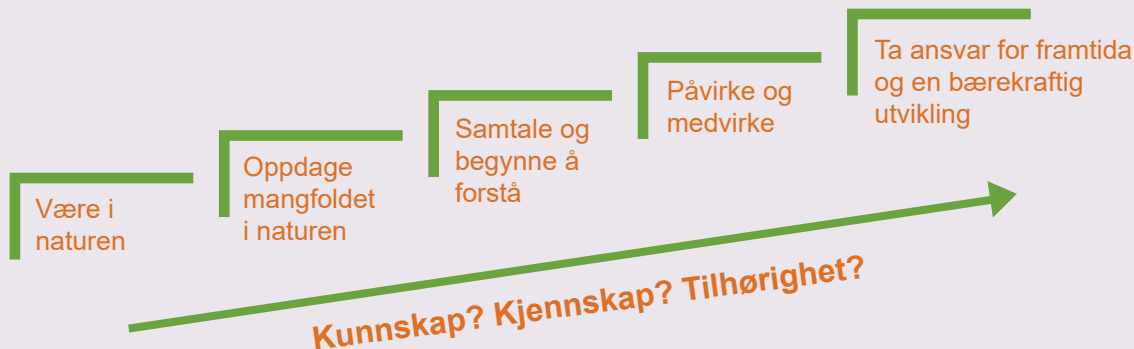 Være i
naturen
Oppdage
mangfoldet
i naturen
Samtale og
begynne å
forstå
Påvirke og
medvirke
Ta ansvar for framtida
og en bærekraftig
utvikling
Kunnskap? Kjennskap? Tilhørighet?